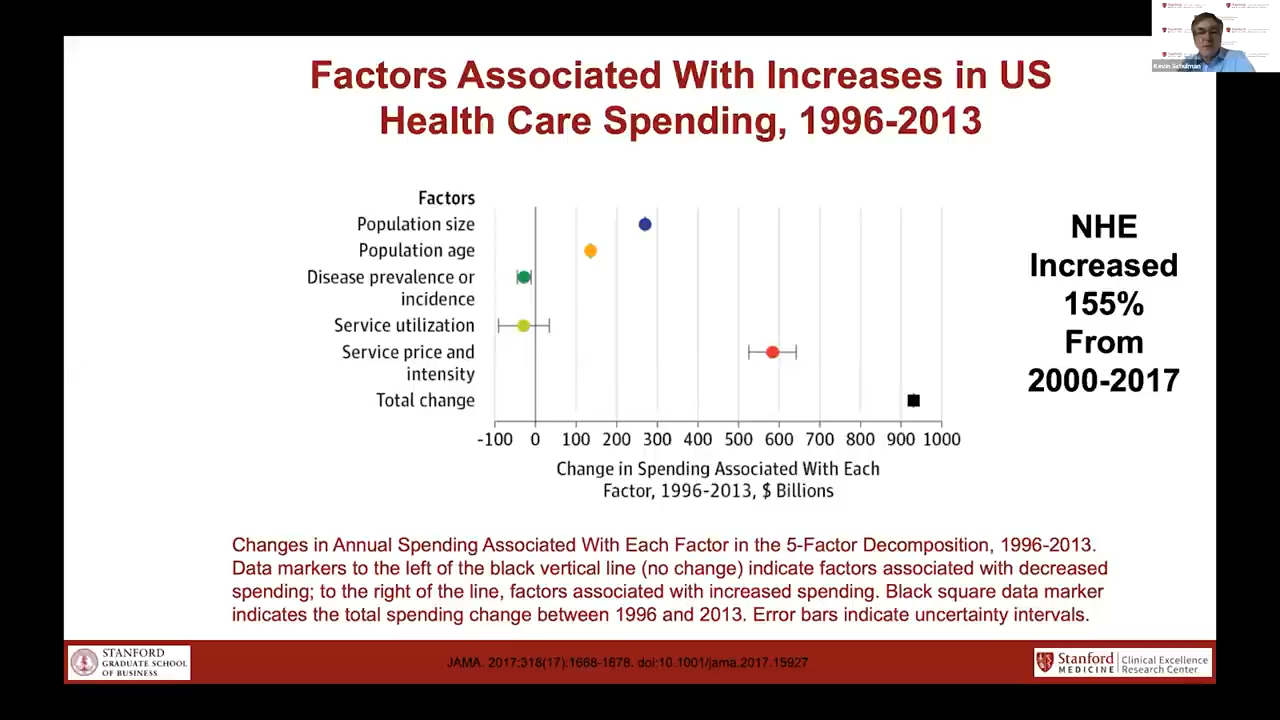 Kevin Schulman
Factors Associated With Increases in US
Health Care Spending, 1996-2013
Factors
Population size
Population age
Disease prevalence or
incidence
Service utilization
Service price and
intensity
Total change
-100 0 100 200 300 400 500 600 700 800 900 1000
Change in Spending Associated With Each
Factor, 1996-2013, $ Billions
NHE
Increased
155%
From
2000-2017
Changes in Annual Spending Associated With Each Factor in the 5-Factor Decomposition, 1996-2013.
Data markers to the left of the black vertical line (no change) indicate factors associated with decreased
spending; to the right of the line, factors associated with increased spending. Black square data marker
indicates the total spending change between 1996 and 2013. Error bars indicate uncertainty intervals.
STANFORD
GRADUATE SCHOOL
OF BUSINESS
JAMA. 2017;318(17).1668-1678. doi:10.1001/jama.2017.15927
Stanford
MEDICINE
Clinical Excellence
Research Center